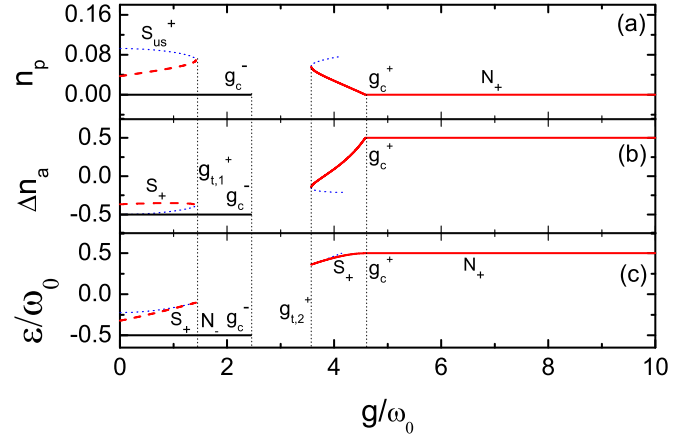 S_us^+
(a)
0.16
n_p
0.08
g_c^-
g_c^+
N_+
0.00
(b)
0.5
Δn_a
0.0
g_{t,1}^+
g_c^+
S_+
g_c^-
-0.5
(c)
0.5
ε/ω_0
S_+
g_c^+
N_+
0.0
S_+
N_-
g_c^-
g_{t,2}^+
-0.5
0 2 4 6 8 10
g/ω_0